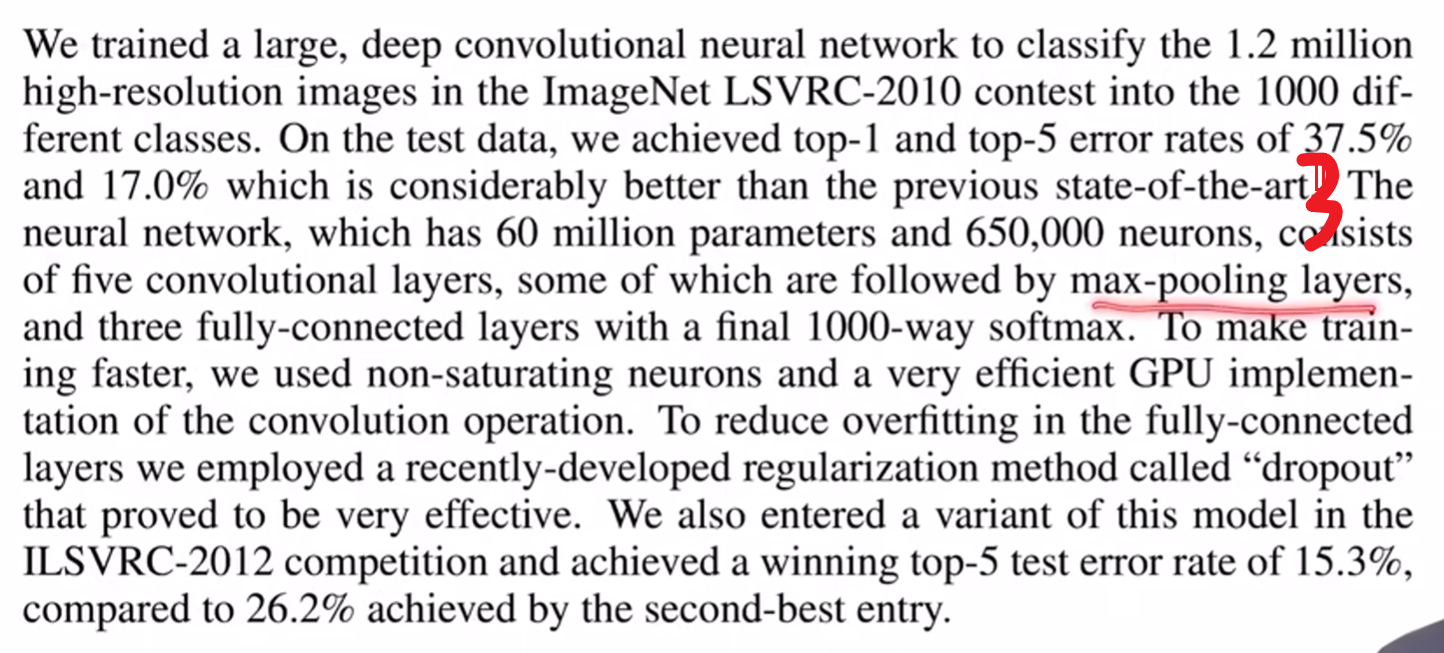 We trained a large, deep convolutional neural network to classify the 1.2 million
high-resolution images in the ImageNet LSVRC-2010 contest into the 1000 dif-
ferent classes. On the test data, we achieved top-1 and top-5 error rates of 37.5%
and 17.0% which is considerably better than the previous state-of-the-art. The
neural network, which has 60 million parameters and 650,000 neurons, consists
of five convolutional layers, some of which are followed by max-pooling layers,
and three fully-connected layers with a final 1000-way softmax. To make train-
ing faster, we used non-saturating neurons and a very efficient GPU implemen-
tation of the convolution operation. To reduce overfitting in the fully-connected
layers we employed a recently-developed regularization method called “dropout”
that proved to be very effective. We also entered a variant of this model in the
ILSVRC-2012 competition and achieved a winning top-5 test error rate of 15.3%,
compared to 26.2% achieved by the second-best entry.